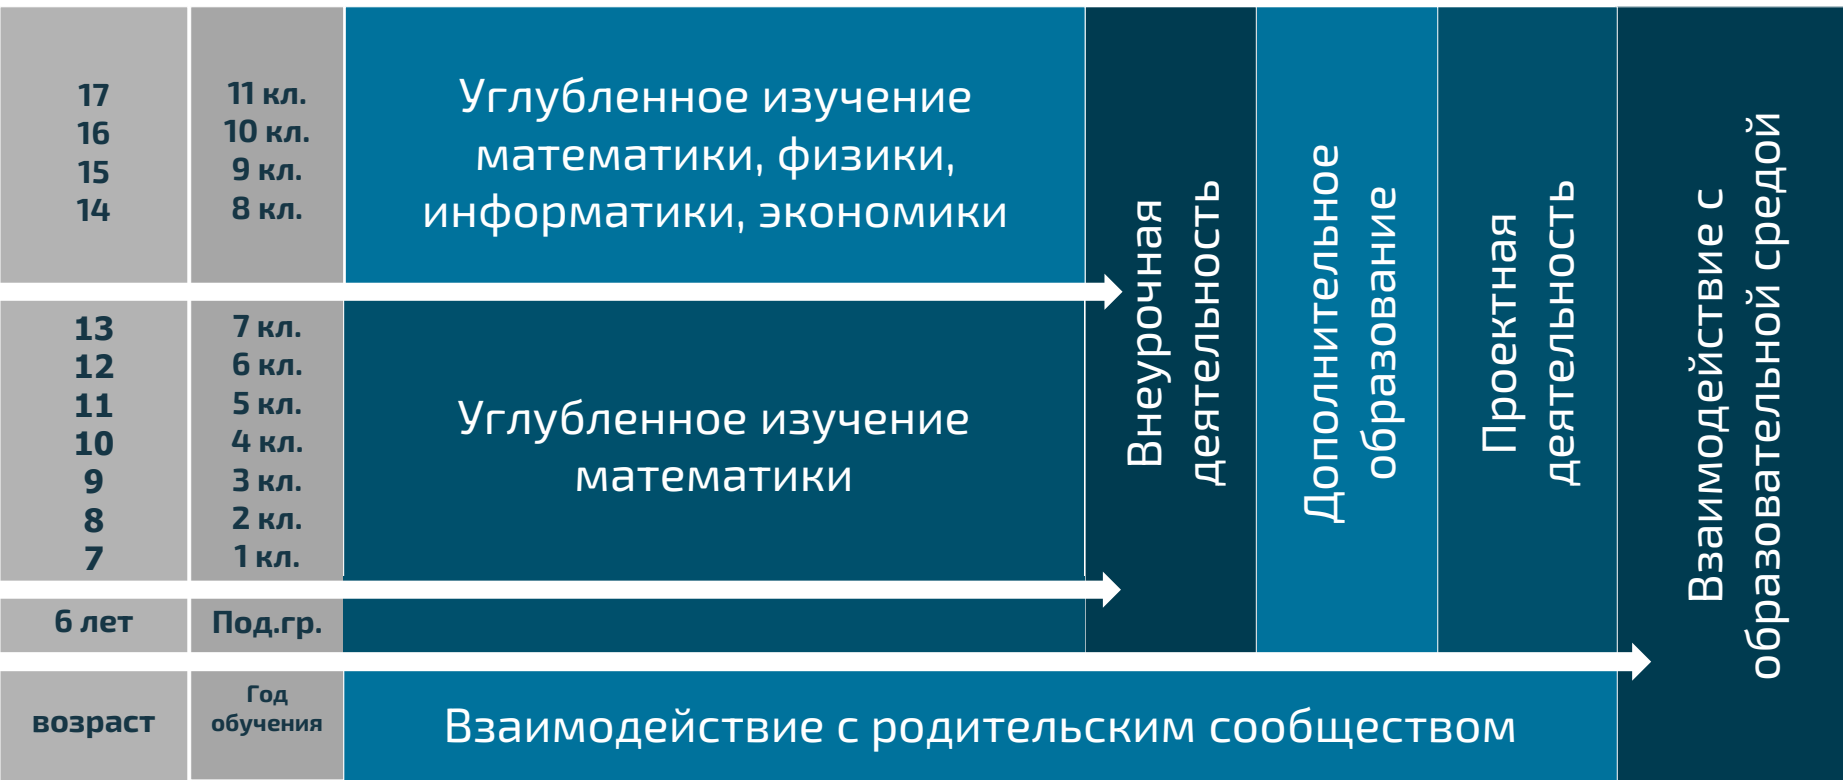 17
16
15
14
11 кл.
10 кл.
9 кл.
8 кл.
Углубленное изучение
математики, физики,
информатики, экономики
13
12
11
10
9
8
7
7 кл.
6 кл.
5 кл.
4 кл.
3 кл.
2 кл.
1 кл.
Углубленное изучение
математики
6 лет
Под.гр.
возраст
Год
обучения
Взаимодействие с родительским сообществом
Внеурочная
деятельность
Дополнительное
образование
Проектная
деятельность
Взаимодействие с
образовательной средой